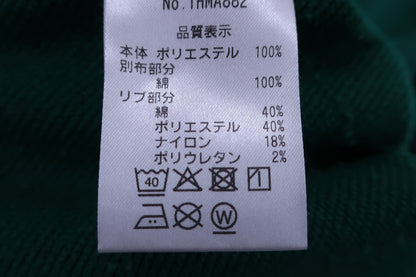 No.THMA882
品質表示
本体 ポリエステル 100%
別布部分
綿 100%
リブ部分
綿 40%
ポリエステル 40%
ナイロン 18%
ポリウレタン 2%
40
W